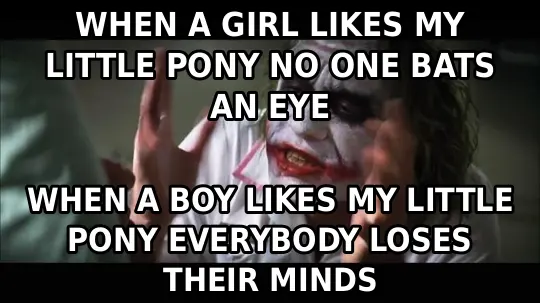 WHEN A GIRL LIKES MY
LITTLE PONY NO ONE BATS
AN EYE
WHEN A BOY LIKES MY LITTLE
PONY EVERYBODY LOSES
THEIR MINDS